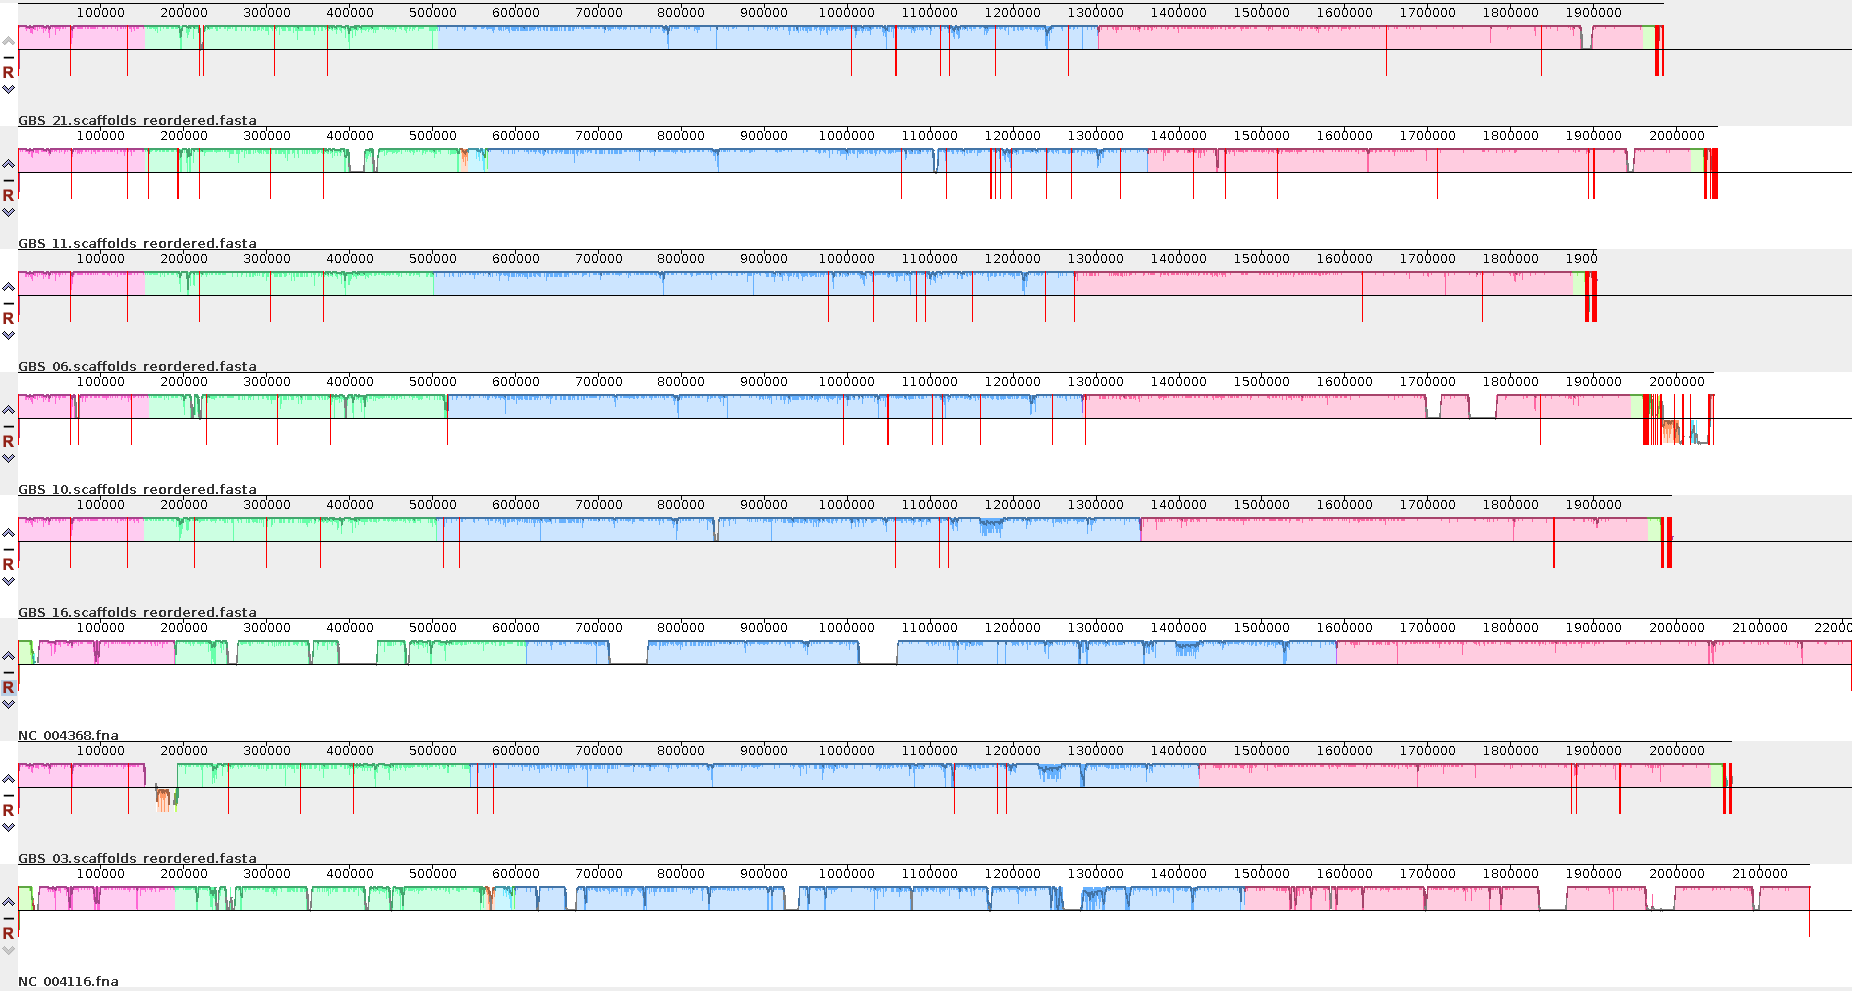 100000 200000 300000 400000 500000 600000 700000 800000 900000 1000000 1100000 1200000 1300000 1400000 1500000 1600000 1700000 1800000 1900000
R
GBS_21.scaffolds_reordered.fasta
100000 200000 300000 400000 500000 600000 700000 800000 900000 1000000 1100000 1200000 1300000 1400000 1500000 1600000 1700000 1800000 1900000 2000000
R
GBS_11.scaffolds_reordered.fasta
100000 200000 300000 400000 500000 600000 700000 800000 900000 1000000 1100000 1200000 1300000 1400000 1500000 1600000 1700000 1800000 1900
R
GBS_06.scaffolds_reordered.fasta
100000 200000 300000 400000 500000 600000 700000 800000 900000 1000000 1100000 1200000 1300000 1400000 1500000 1600000 1700000 1800000 1900000 2000000
R
GBS_10.scaffolds_reordered.fasta
100000 200000 300000 400000 500000 600000 700000 800000 900000 1000000 1100000 1200000 1300000 1400000 1500000 1600000 1700000 1800000 1900000
R
GBS_16.scaffolds_reordered.fasta
100000 200000 300000 400000 500000 600000 700000 800000 900000 1000000 1100000 1200000 1300000 1400000 1500000 1600000 1700000 1800000 1900000 2000000 2100000 22000
R
NC_004368.fna
100000 200000 300000 400000 500000 600000 700000 800000 900000 1000000 1100000 1200000 1300000 1400000 1500000 1600000 1700000 1800000 1900000 2000000
R
GBS_03.scaffolds_reordered.fasta
100000 200000 300000 400000 500000 600000 700000 800000 900000 1000000 1100000 1200000 1300000 1400000 1500000 1600000 1700000 1800000 1900000 2000000 2100000
R
NC_004116.fna